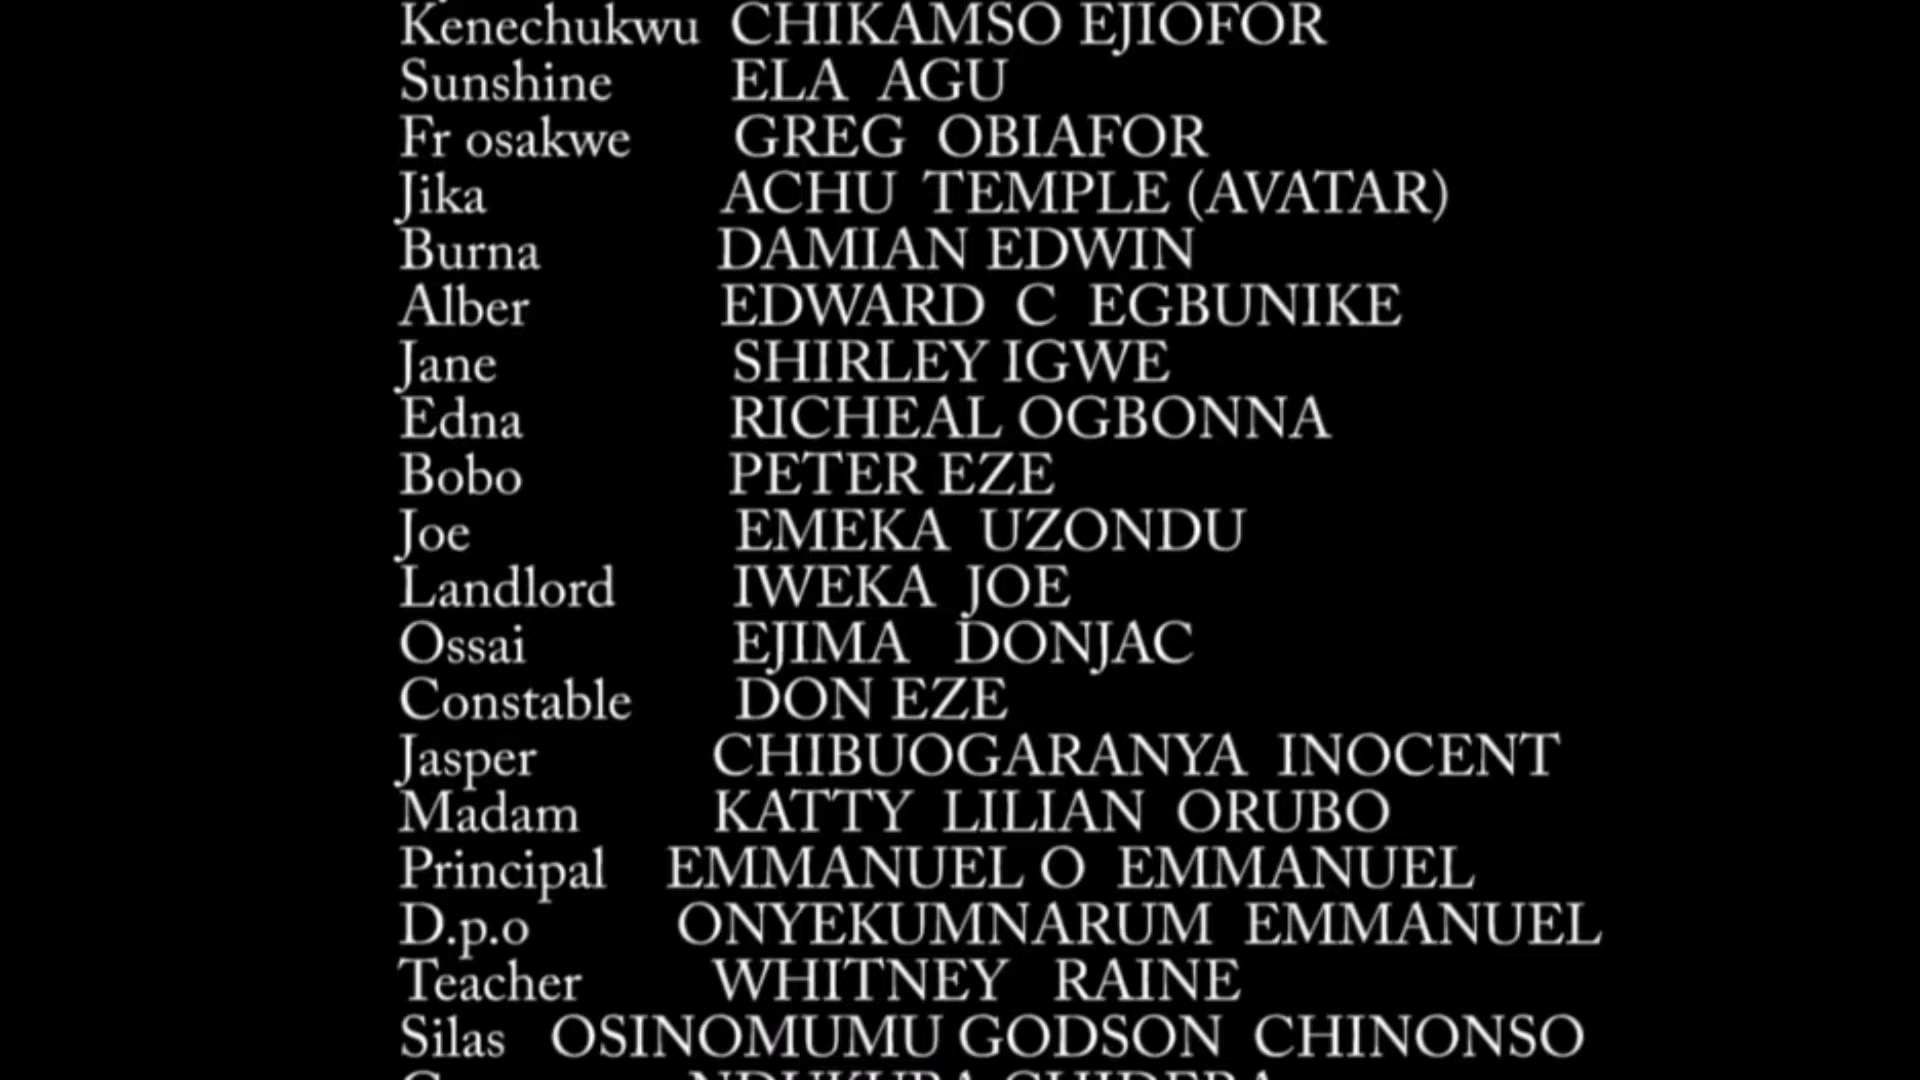 Kenechukwu CHIKAMSO EJIOFOR
Sunshine ELA AGU
Fr osakwe GREG OBIAFOR
Jika ACHU TEMPLE (AVATAR)
Burna DAMIAN EDWIN
Alber EDWARD C EGBUNIKE
Jane SHIRLEY IGWE
Edna RICHEAL OGBONNA
Bobo PETER EZE
Joe EMEKA UZONDU
Landlord IWEKA JOE
Ossai EJIMA DONJAC
Constable DON EZE
Jasper CHIBUOGARANYA INOCENT
Madam KATTY LILIAN ORUBO
Principal EMMANUEL O EMMANUEL
D.p.o ONYEKUMNARUM EMMANUEL
Teacher WHITNEY RAINE
Silas OSINOMUMU GODSON CHINONSO